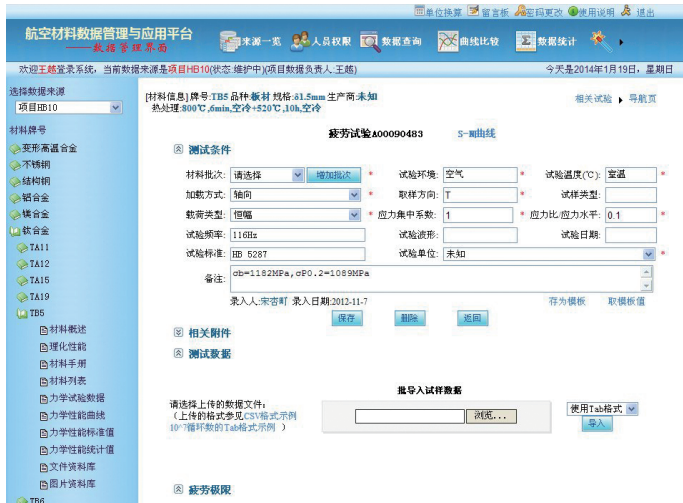 单位换算 留言板 密码更改 使用说明 退出
航空材料数据管理与应用平台
——数据管理界面
来源一览 人员权限 数据查询 曲线比较 数据统计
欢迎王越登录系统，当前数据来源是项目HB10(状态:维护中)(项目数据负责人:王越)
今天是2014年1月19日，星期日
选择数据来源
项目HB10
材料牌号
变形高温合金
不锈钢
结构钢
铝合金
镁合金
钛合金
TA11
TA12
TA15
TA19
TB5
材料概述
理化性能
材料手册
材料列表
力学试验数据
力学性能曲线
力学性能标准值
力学性能统计值
文件资料库
图片资料库
TB6
[材料信息]牌号:TB5 品种:板材 规格:δ1.5mm 生产商:未知
热处理:800℃,6min,空冷+520℃,10h,空冷
相关试验 导航页
疲劳试验A00090483 S-N曲线
测试条件
材料批次: 请选择 增加批次 * 试验环境: 空气 * 试验温度(℃): 室温 *
加载方式: 轴向 * 取样方向: T * 试样类型:
载荷类型: 恒幅 * 应力集中系数: 1 * 应力比/应力水平: 0.1 *
试验频率: 116Hz 试验波形: 试验日期:
试验标准: HB 5287 试验单位: 未知 *
备注: σb=1182MPa,σP0.2=1089MPa
录入人:宋杏町 录入日期:2012-11-7 存为模板 取模板值
保存 删除 返回
相关附件
测试数据
批导入试样数据
请选择上传的数据文件:
(上传的格式参见CSV格式示例
10^7循环数的Tab格式示例 )
浏览...
使用Tab格式
导入
疲劳极限